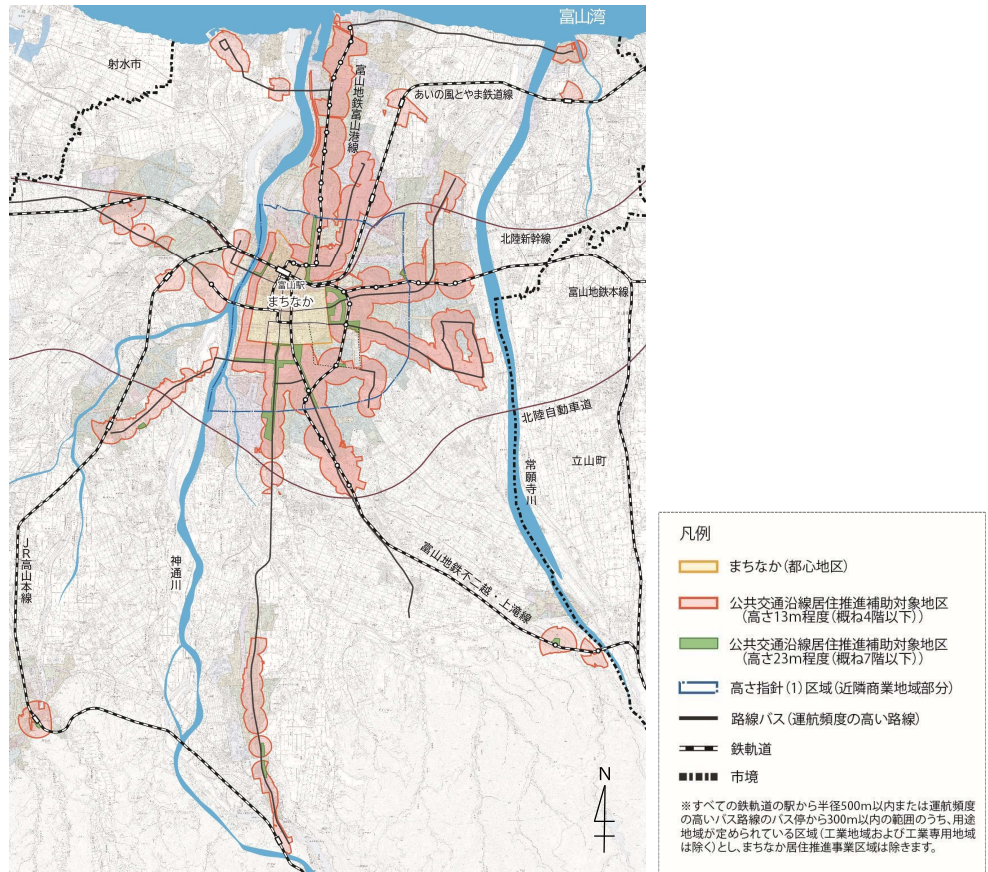 富山湾
射水市
富山地鉄富山港線
あいの風とやま鉄道線
北陸新幹線
富山地鉄本線
富山駅
まちなか
北陸自動車道
常願寺川
立山町
JR高山本線
神通川
富山地鉄不二越・上滝線
N
凡例
まちなか(都心地区)
公共交通沿線居住推進補助対象地区
(高さ13m程度(概ね4階以下))
公共交通沿線居住推進補助対象地区
(高さ23m程度(概ね7階以下))
高さ指針(1)区域(近隣商業地域部分)
路線バス(運航頻度の高い路線)
鉄軌道
市境
※すべての鉄軌道の駅から半径500m以内または運航頻度
の高いバス路線のバス停から300m以内の範囲のうち、用途
地域が定められている区域(工業地域および工業専用地域
は除く)とし、まちなか居住推進事業区域は除きます。